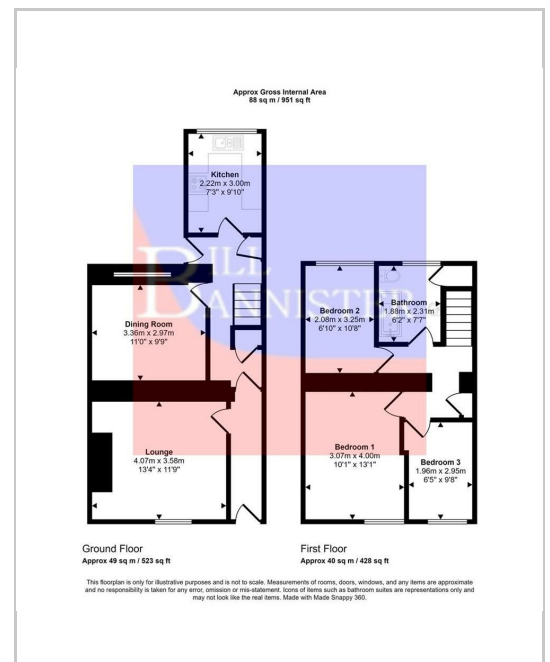 Approx Gross Internal Area
88 sq m / 951 sq ft
Kitchen
2.22m x 3.00m
7'3" x 9'10"
BILL
BANNISTER
Dining Room
3.36m x 2.97m
11'0" x 9'9"
Bedroom 2
2.08m x 3.25m
6'10" x 10'8"
Bathroom
1.88m x 2.31m
6'2" x 7'7"
Lounge
4.07m x 3.58m
13'4" x 11'9"
Bedroom 1
3.07m x 4.00m
10'1" x 13'1"
Bedroom 3
1.96m x 2.95m
6'5" x 9'8"
Ground Floor
Approx 49 sq m / 523 sq ft
First Floor
Approx 40 sq m / 428 sq ft
This floorplan is only for illustrative purposes and is not to scale. Measurements of rooms, doors, windows, and any items are approximate
and no responsibility is taken for any error, omission or mis-statement. Icons of items such as bathroom suites are representations only and
may not look like the real items. Made with Made Snappy 360.